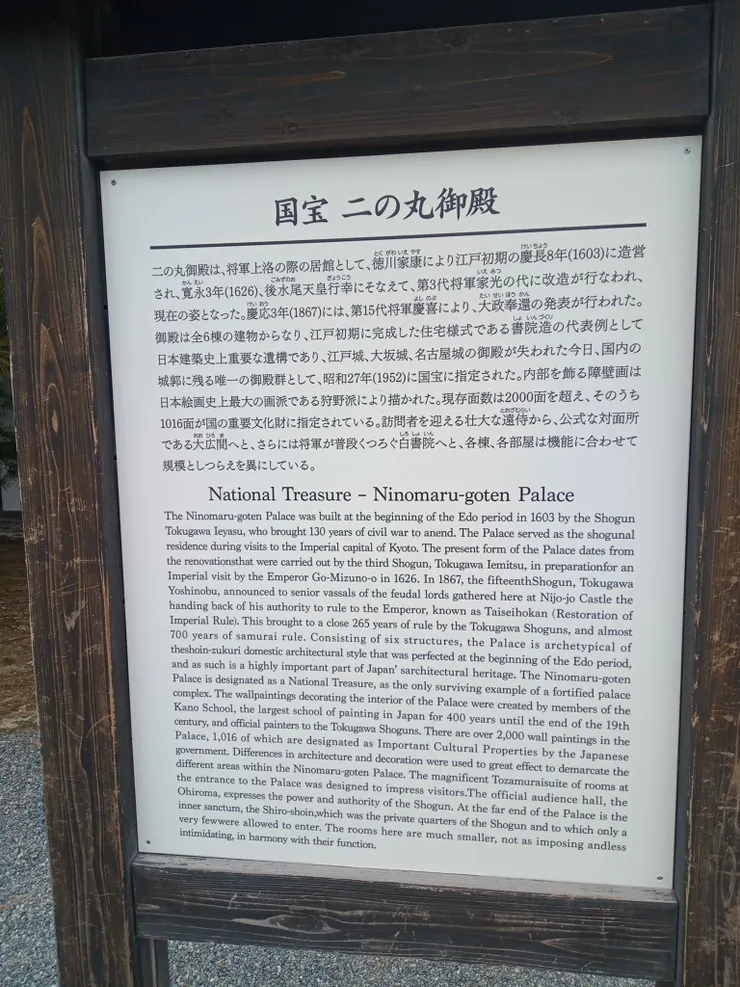 国宝 二の丸御殿
二の丸御殿は、将軍上洛の際の居館として、徳川家康により江戸初期の慶長8年(1603)に造営
され、寛永3年(1626)、後水尾天皇行幸にそなえて、第3代将軍家光の代に改造が行なわれ、
現在の姿となった。慶応3年(1867)には、第15代将軍慶喜により、大政奉還の発表が行われた。
御殿は全6棟の建物からなり、江戸初期に完成した住宅様式である書院造の代表例として
日本建築史上重要な遺構であり、江戸城、大坂城、名古屋城の御殿が失われた今日、国内の
城郭に残る唯一の御殿群として、昭和27年(1952)に国宝に指定された。内部を飾る障壁画は
日本絵画史上最大の画派である狩野派により描かれた。現存面数は2000面を超え、そのうち
1016面が国の重要文化財に指定されている。訪問者を迎える壮大な遠侍から、公式な対面所
である大広間へと、さらには将軍が普段くつろぐ白書院へと、各棟、各部屋は機能に合わせて
規模としつらえを異にしている。
National Treasure – Ninomaru-goten Palace
The Ninomaru-goten Palace was built at the beginning of the Edo period in 1603 by the Shogun
Tokugawa Ieyasu, who brought 130 years of civil war to anend. The Palace served as the shogunal
residence during visits to the Imperial capital of Kyoto. The present form of the Palace dates from
the renovationsthat were carried out by the third Shogun, Tokugawa Iemitsu, in preparationfor an
Imperial visit by the Emperor Go-Mizuno-o in 1626. In 1867, the fifteenthShogun, Tokugawa
Yoshinobu, announced to senior vassals of the feudal lords gathered here at Nijo-jo Castle the
handing back of his authority to rule to the Emperor, known as Taiseihokan (Restoration of
Imperial Rule). This brought to a close 265 years of rule by the Tokugawa Shoguns, and almost
700 years of samurai rule. Consisting of six structures, the Palace is archetypical of
theshoin-zukuri domestic architectural style that was perfected at the beginning of the Edo period,
and as such is a highly important part of Japan' sarchitectural heritage. The Ninomaru-goten
Palace is designated as a National Treasure, as the only surviving example of a fortified palace
complex. The wallpaintings decorating the interior of the Palace were created by members of the
Kano School, the largest school of painting in Japan for 400 years until the end of the 19th
century, and official painters to the Tokugawa Shoguns. There are over 2,000 wall paintings in the
Palace, 1,016 of which are designated as Important Cultural Properties by the Japanese
government. Differences in architecture and decoration were used to great effect to demarcate the
different areas within the Ninomaru-goten Palace. The magnificent Tozamuraisuite of rooms at
the entrance to the Palace was designed to impress visitors.The official audience hall, the
Ohiroma, expresses the power and authority of the Shogun. At the far end of the Palace is the
inner sanctum, the Shiro-shoin,which was the private quarters of the Shogun and to which only a
very fewwere allowed to enter. The rooms here are much smaller, not as imposing andless
intimidating, in harmony with their function.